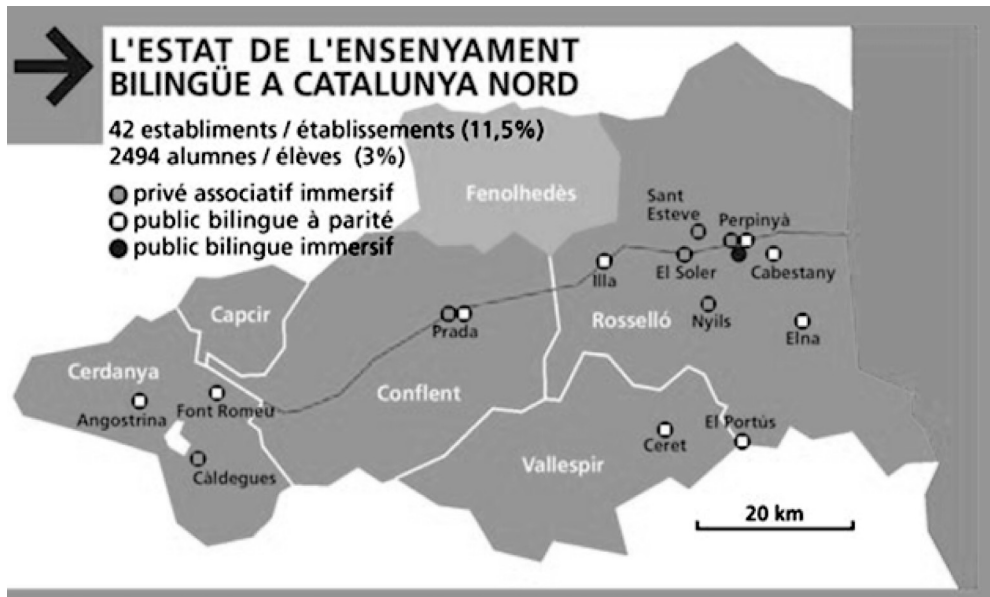 L'ESTAT DE L'ENSENYAMENT
BILINGÜE A CATALUNYA NORD
42 establiments / établissements (11,5%)
2494 alumnes / élèves (3%)
privé associatif immersif
public bilingue à parité
public bilingue immersif
Fenolhedès
Sant
Esteve
Perpinyà
Illa
El Soler
Cabestany
Capcir
Prada
Rosselló
Nyils
Elna
Cerdanya
Conflent
Angostrina
Font Romeu
El Portús
Ceret
Vallespir
Càldegues
20 km